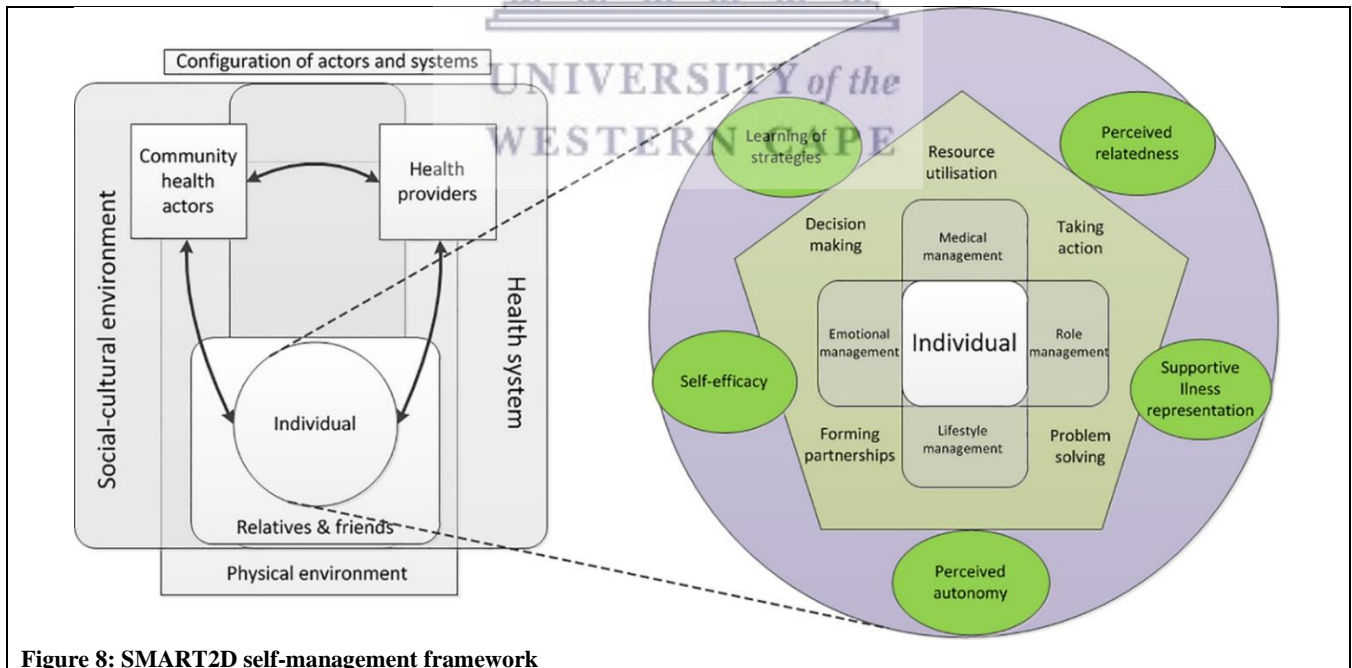 Configuration of actors and systems
UNIVERSITY of the
WESTERN CAPE
Community
health
actors
Health
providers
Social-cultural environment
Health system
Individual
Relatives & friends
Physical environment
Learning of
strategies
Perceived
relatedness
Resource
utilisation
Decision
making
Taking
action
Medical
management
Emotional
management
Individual
Role
management
Self-efficacy
Supportive
Ilness
representation
Forming
partnerships
Lifestyle
management
Problem
solving
Perceived
autonomy
Figure 8: SMART2D self-management framework